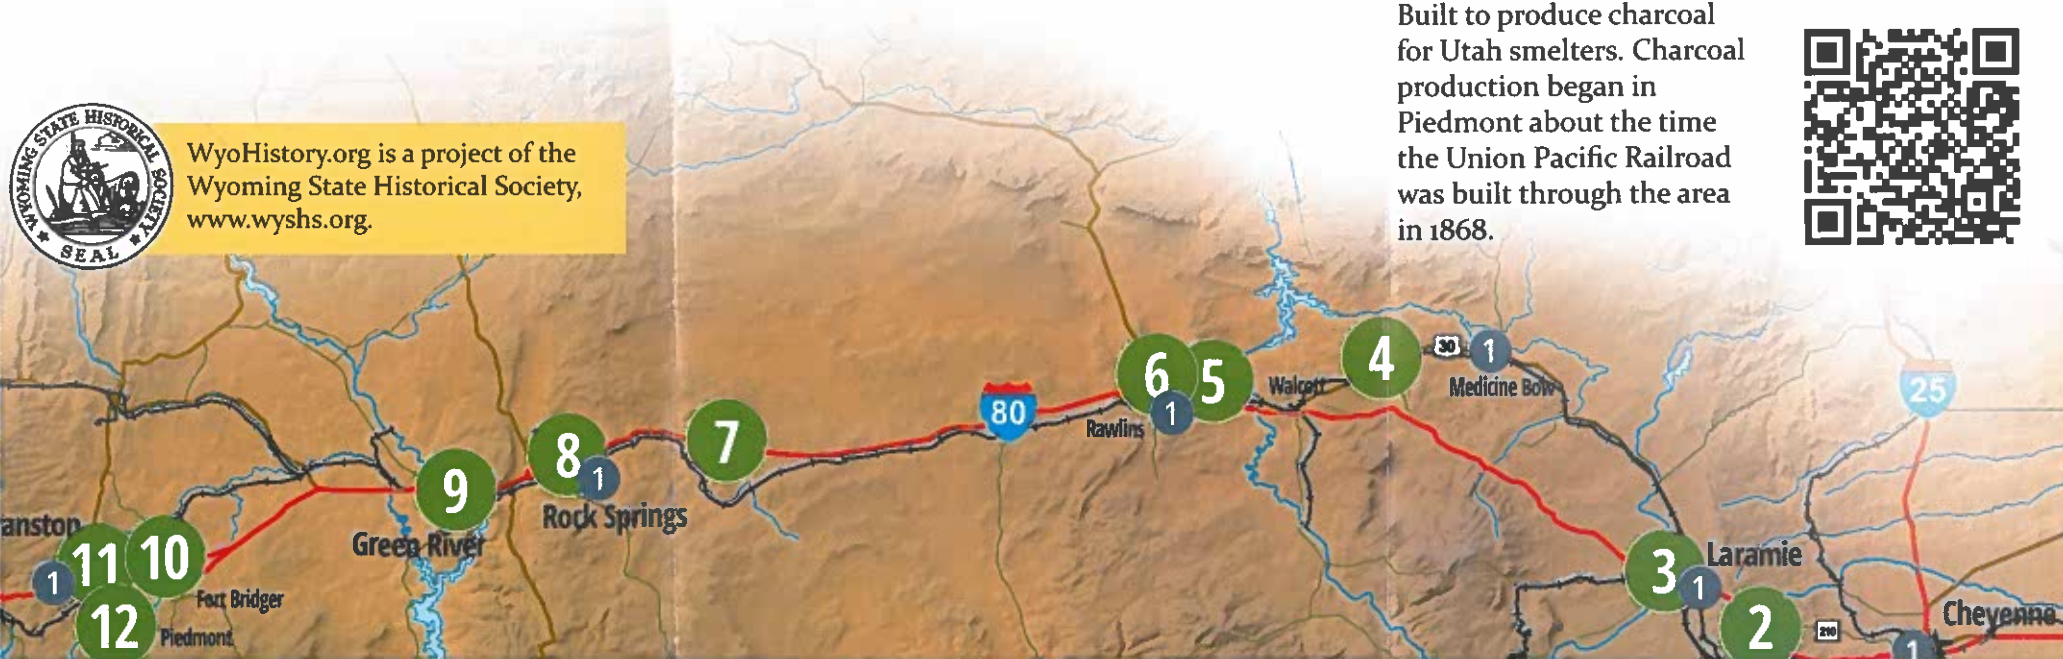 Built to produce charcoal
for Utah smelters. Charcoal
production began in
Piedmont about the time
the Union Pacific Railroad
was built through the area
in 1868.
WYOMING STATE HISTORICAL SOCIETY
SEAL
WyoHistory.org is a project of the
Wyoming State Historical Society,
www.wyshs.org.
6
5
4
30
1
Medicine Bow
Walcott
25
80
1
Rawlins
7
8
1
Rock Springs
9
Green River
anston
11
10
1
Fort Bridger
12
Piedmont
3
Laramie
1
2
210
Cheyenne
1